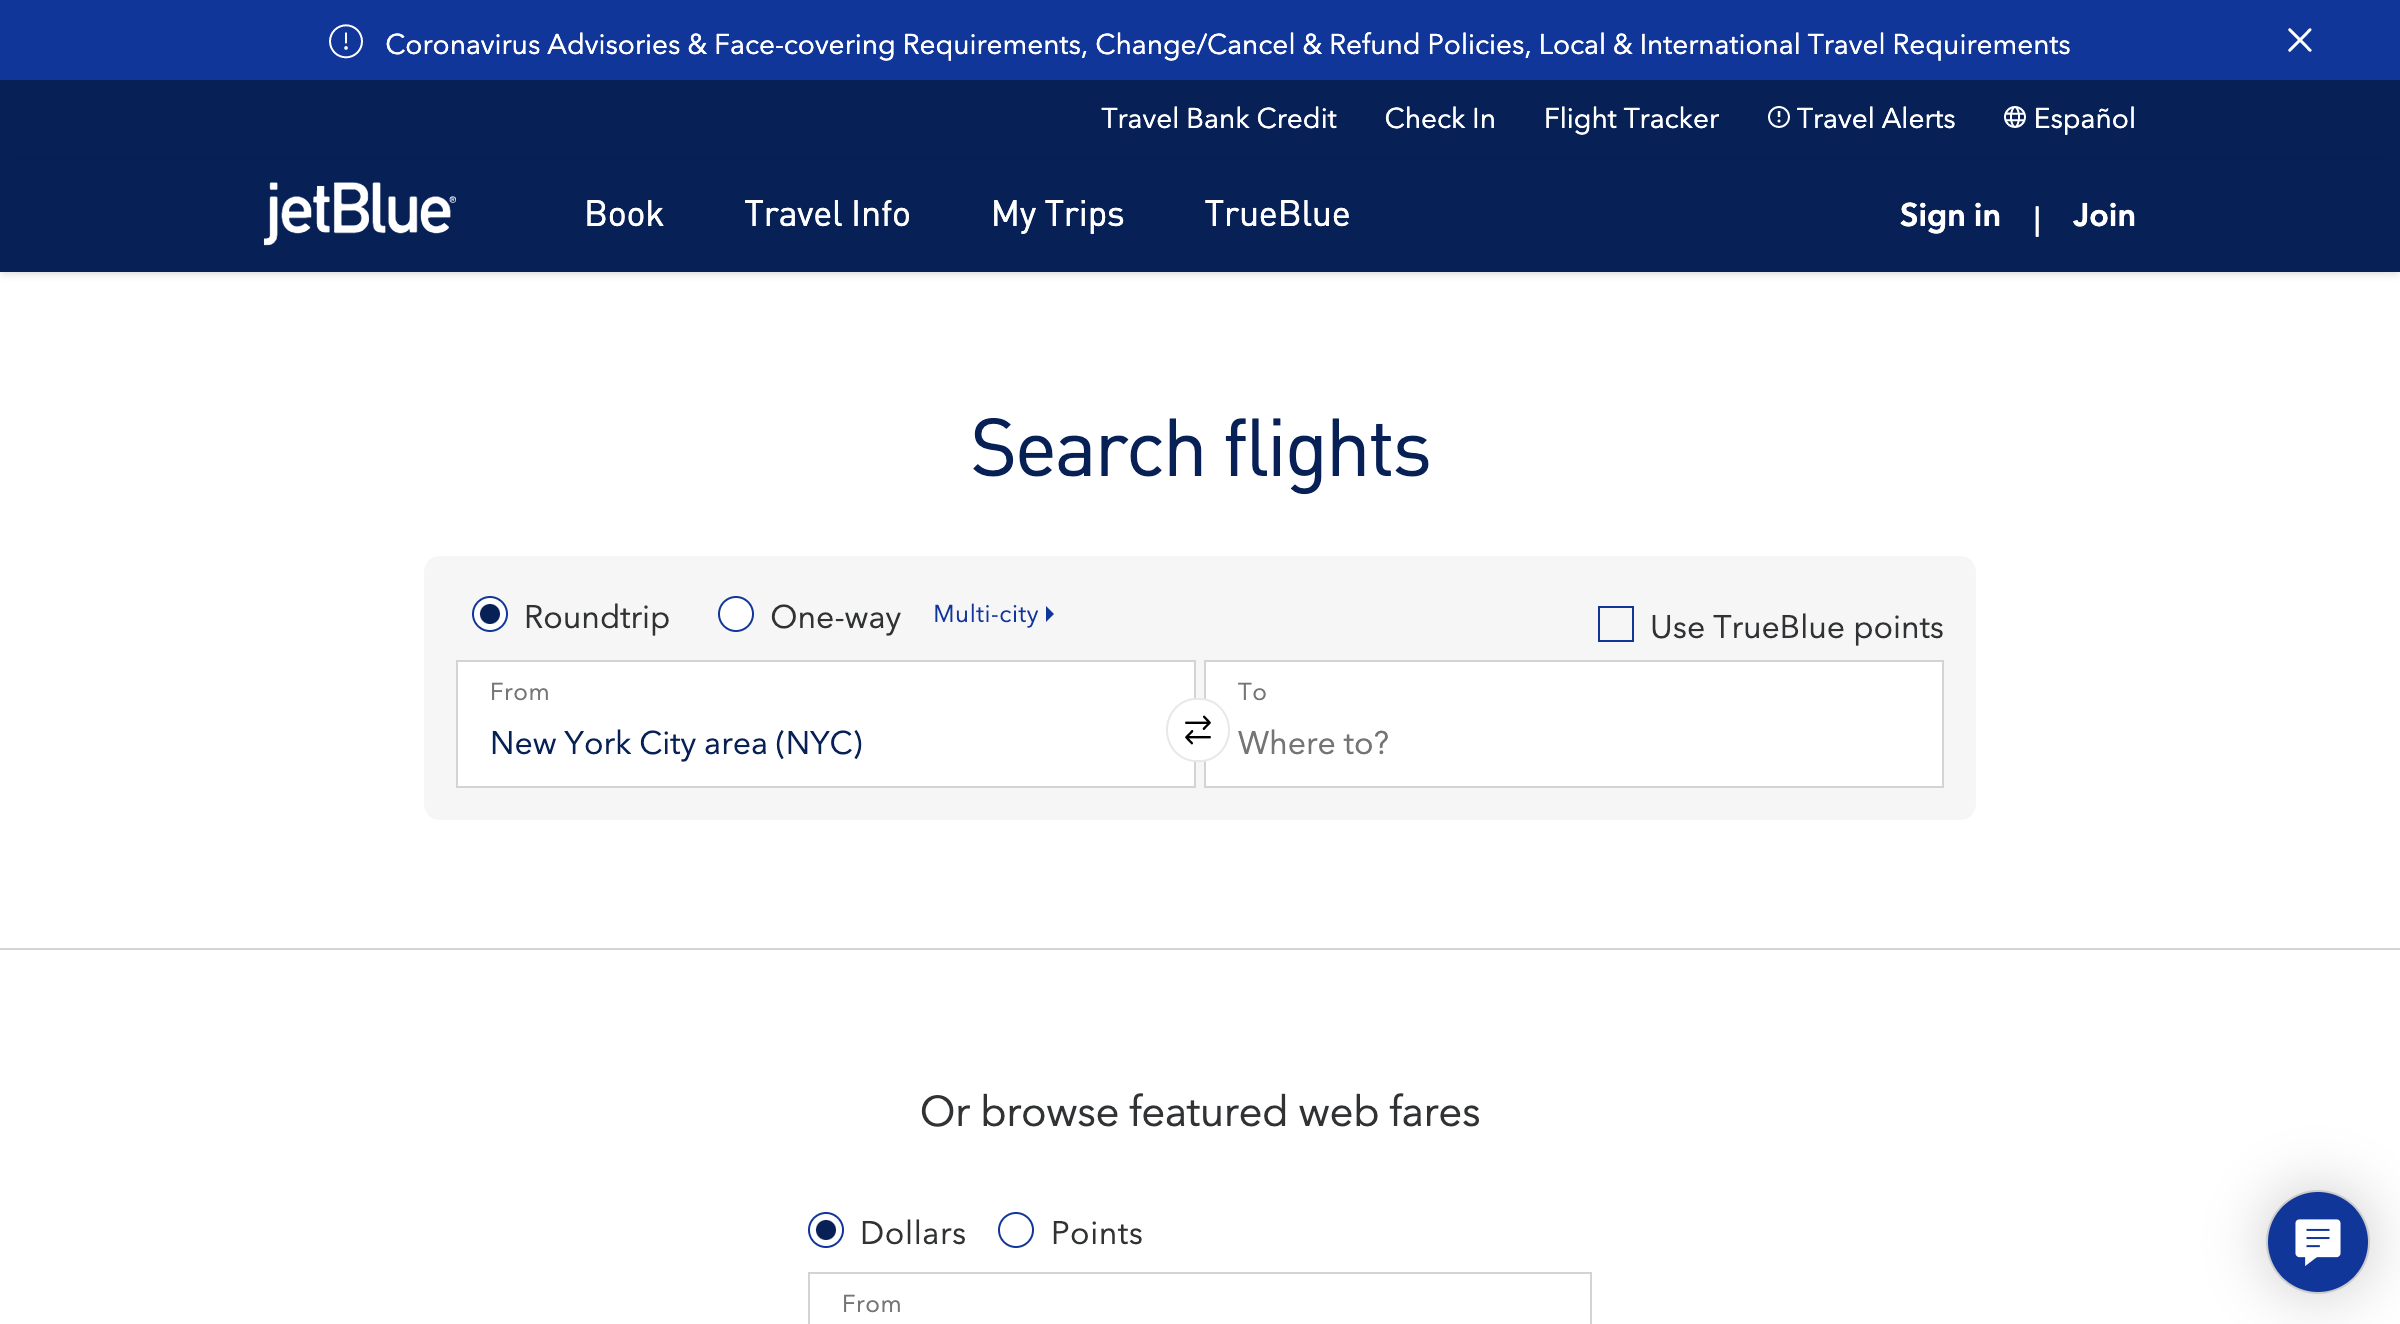 Coronavirus Advisories & Face-covering Requirements, Change/Cancel & Refund Policies, Local & International Travel Requirements
Travel Bank Credit Check In Flight Tracker Travel Alerts Español
jetBlue® Book Travel Info My Trips TrueBlue Sign in | Join
Search flights
Roundtrip One-way Multi-city Use TrueBlue points
From To
New York City area (NYC) Where to?
Or browse featured web fares
Dollars Points
From